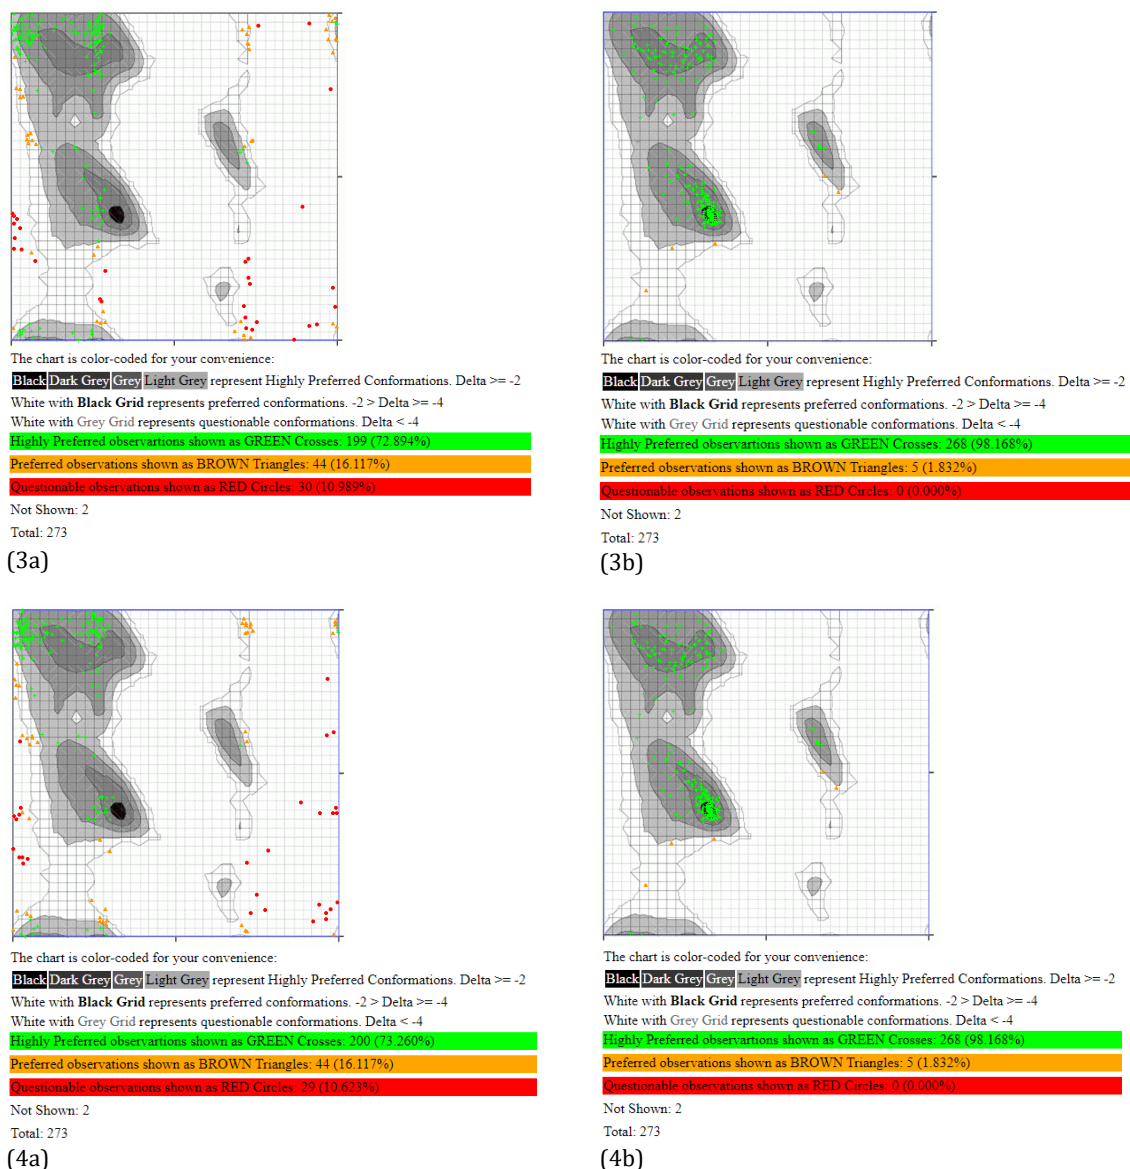 The chart is color-coded for your convenience:
Black Dark Grey Grey Light Grey represent Highly Preferred Conformations. Delta >= -2
White with Black Grid represents preferred conformations. -2 > Delta >= -4
White with Grey Grid represents questionable conformations. Delta < -4
Highly Preferred observartions shown as GREEN Crosses: 199 (72.894%)
Preferred observations shown as BROWN Triangles: 44 (16.117%)
Questionable observations shown as RED Circles: 30 (10.989%)
Not Shown: 2
Total: 273
(3a)
The chart is color-coded for your convenience:
Black Dark Grey Grey Light Grey represent Highly Preferred Conformations. Delta >= -2
White with Black Grid represents preferred conformations. -2 > Delta >= -4
White with Grey Grid represents questionable conformations. Delta < -4
Highly Preferred observartions shown as GREEN Crosses: 268 (98.168%)
Preferred observations shown as BROWN Triangles: 5 (1.832%)
Questionable observations shown as RED Circles: 0 (0.000%)
Not Shown: 2
Total: 273
(3b)
The chart is color-coded for your convenience:
Black Dark Grey Grey Light Grey represent Highly Preferred Conformations. Delta >= -2
White with Black Grid represents preferred conformations. -2 > Delta >= -4
White with Grey Grid represents questionable conformations. Delta < -4
Highly Preferred observartions shown as GREEN Crosses: 200 (73.260%)
Preferred observations shown as BROWN Triangles: 44 (16.117%)
Questionable observations shown as RED Circles: 29 (10.623%)
Not Shown: 2
Total: 273
(4a)
The chart is color-coded for your convenience:
Black Dark Grey Grey Light Grey represent Highly Preferred Conformations. Delta >= -2
White with Black Grid represents preferred conformations. -2 > Delta >= -4
White with Grey Grid represents questionable conformations. Delta < -4
Highly Preferred observartions shown as GREEN Crosses: 268 (98.168%)
Preferred observations shown as BROWN Triangles: 5 (1.832%)
Questionable observations shown as RED Circles: 0 (0.000%)
Not Shown: 2
Total: 273
(4b)